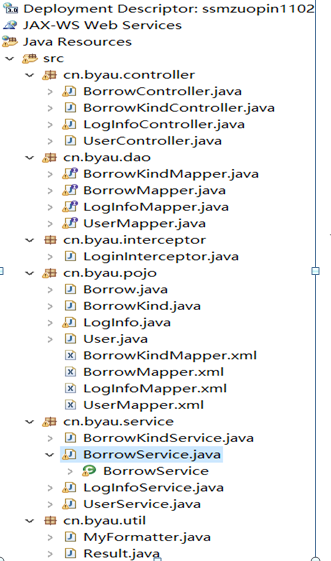 Deployment Descriptor: ssmzuopin1102
JAX-WS Web Services
Java Resources
src
cn.byau.controller
BorrowController.java
BorrowKindController.java
LogInfoController.java
UserController.java
cn.byau.dao
BorrowKindMapper.java
BorrowMapper.java
LogInfoMapper.java
UserMapper.java
cn.byau.interceptor
LoginInterceptor.java
cn.byau.pojo
Borrow.java
BorrowKind.java
LogInfo.java
User.java
BorrowKindMapper.xml
BorrowMapper.xml
LogInfoMapper.xml
UserMapper.xml
cn.byau.service
BorrowKindService.java
BorrowService.java
BorrowService
LogInfoService.java
UserService.java
cn.byau.util
MyFormatter.java
Result.java